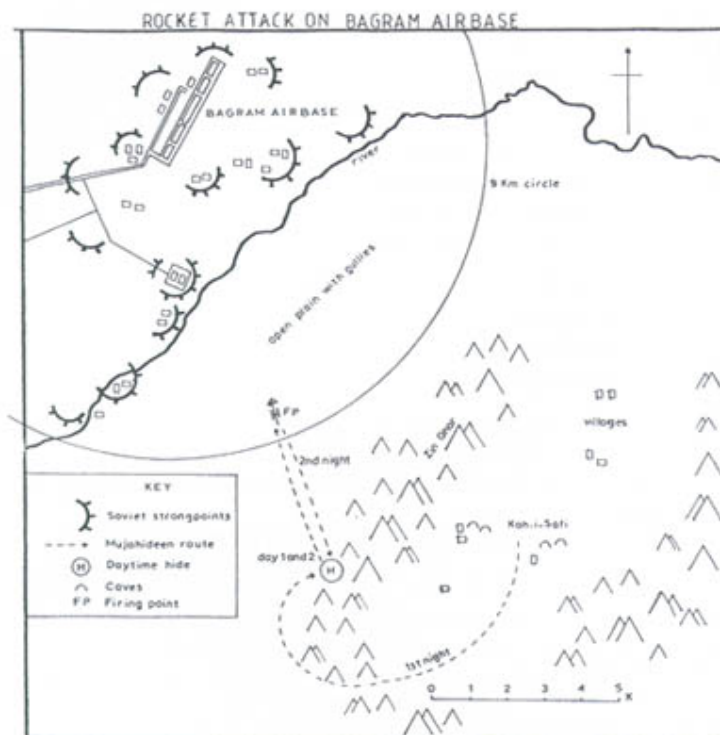 ROCKET ATTACK ON BAGRAM AIRBASE
BAGRAM AIRBASE
river
9 Km circle
Open plain with gullies
FP
2nd night
Zin Ghar
villages
Koh-i-Safi
day 1 and 2
H
1st night
KEY
Soviet strongpoints
Mujahideen route
H Daytime hide
Caves
FP Firing point
0 1 2 3 4 5
K